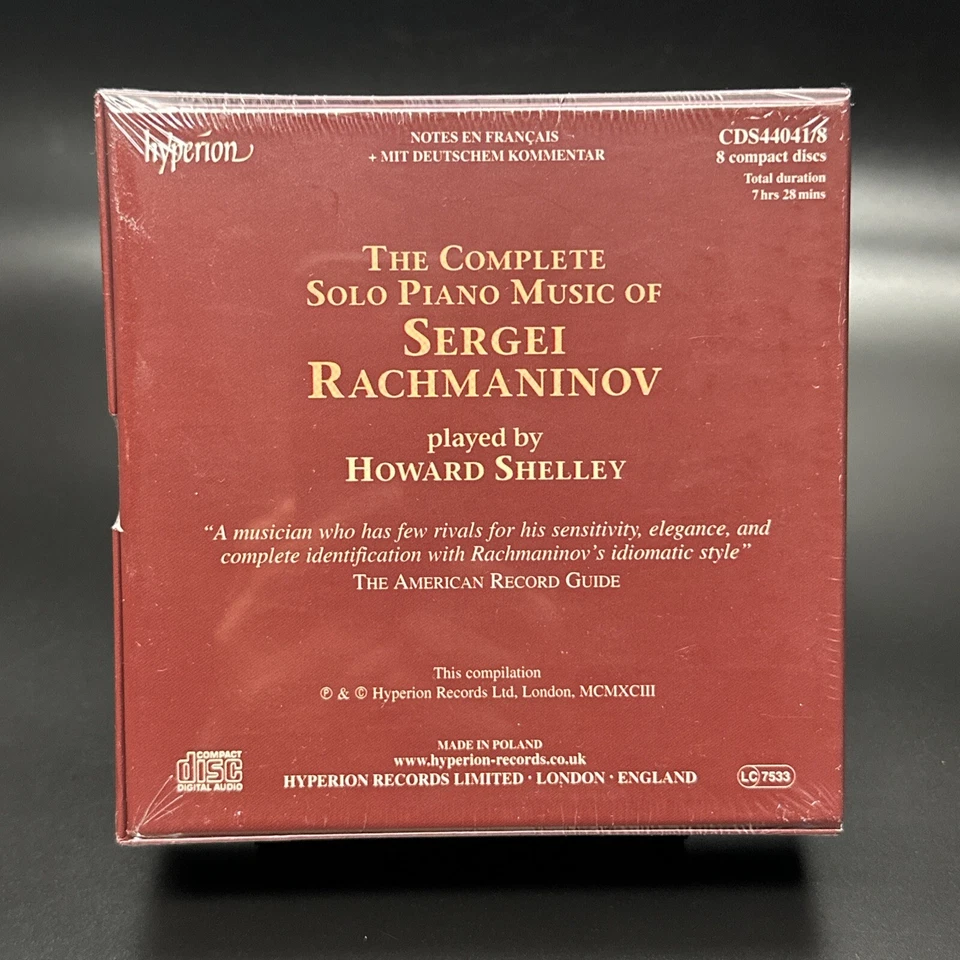 hyperion
NOTES EN FRANÇAIS
+ MIT DEUTSCHEM KOMMENTAR
CDS44041/8
8 compact discs
Total duration
7 hrs 28 mins
THE COMPLETE
SOLO PIANO MUSIC OF
SERGEI
RACHMANINOV
played by
HOWARD SHELLEY
“A musician who has few rivals for his sensitivity, elegance, and
complete identification with Rachmaninov’s idiomatic style”
THE AMERICAN RECORD GUIDE
This compilation
℗ & © Hyperion Records Ltd, London, MCMXCIII
COMPACT
disc
DIGITAL AUDIO
MADE IN POLAND
www.hyperion-records.co.uk
HYPERION RECORDS LIMITED · LONDON · ENGLAND
LC 7533